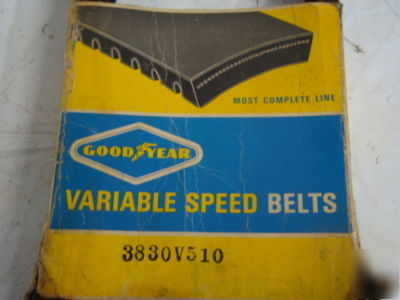 MOST COMPLETE LINE
GOODYEAR
VARIABLE SPEED BELTS
3830V510